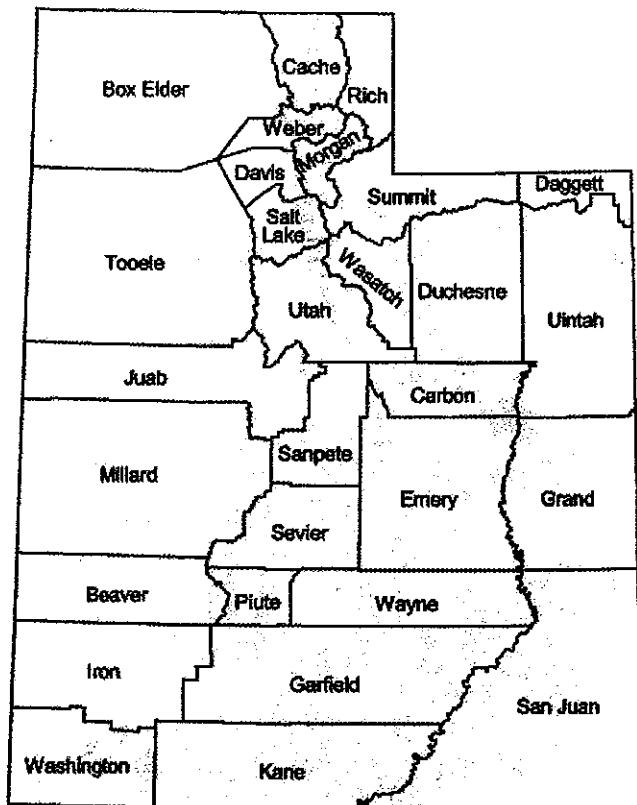 Cache
Box Elder
Rich
Weber
Morgan
Davis
Summit
Daggett
Salt
Lake
Tooele
Wasatch
Duchesne
Utah
Uintah
Juab
Carbon
Sanpete
Millard
Emery
Grand
Sevier
Beaver
Piute
Wayne
Iron
Garfield
San Juan
Washington
Kane